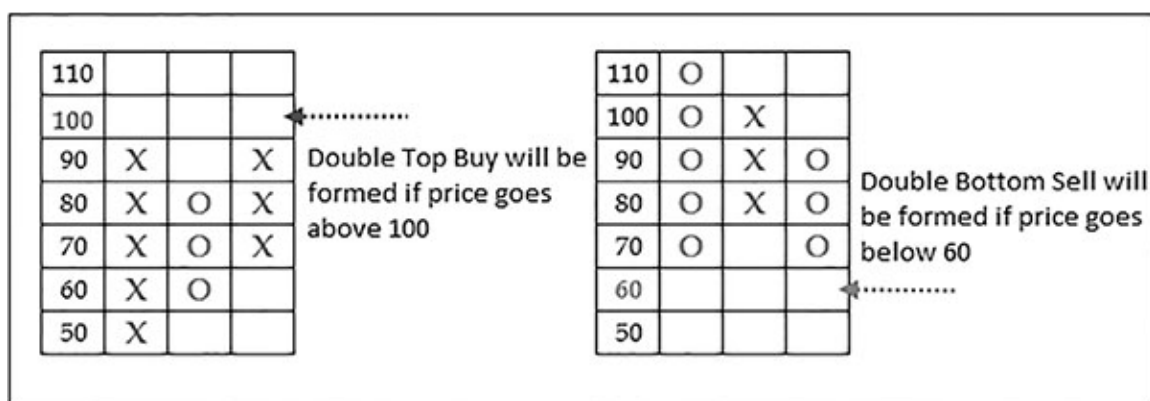 110
100
90 X X
80 X O X
70 X O X
60 X O
50 X
Double Top Buy will be
formed if price goes
above 100
110 O
100 O X
90 O X O
80 O X O
70 O O
60
50
Double Bottom Sell will
be formed if price goes
below 60